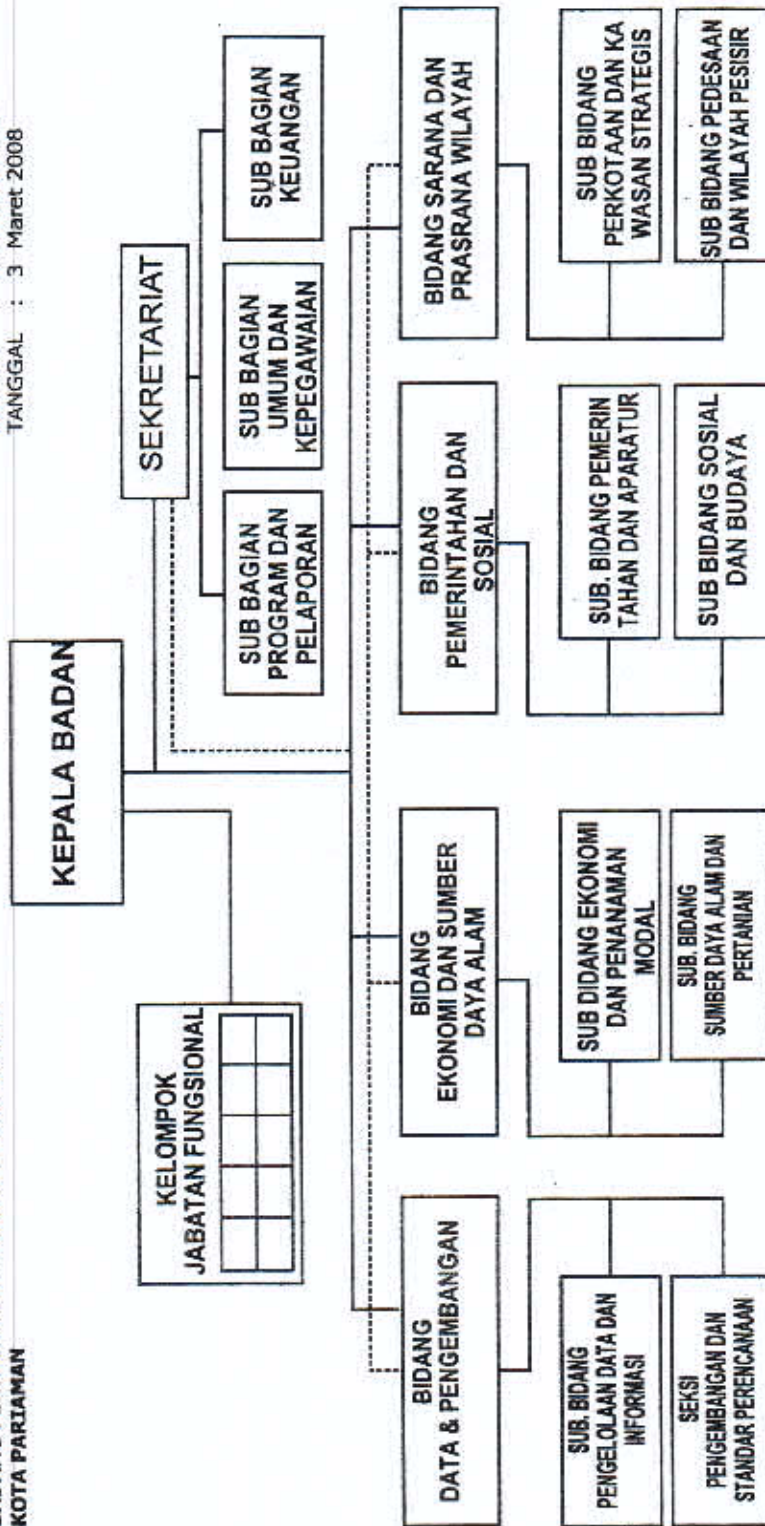 KOTA PARIAMAN
TANGGAL : 3 Maret 2008
KEPALA BADAN
KELOMPOK
JABATAN FUNGSIONAL
SEKRETARIAT
SUB BAGIAN
PROGRAM DAN
PELAPORAN
SUB BAGIAN
UMUM DAN
KEPEGAWAIAN
SUB BAGIAN
KEUANGAN
BIDANG
DATA & PENGEMBANGAN
BIDANG
EKONOMI DAN SUMBER
DAYA ALAM
BIDANG
PEMERINTAHAN DAN
SOSIAL
BIDANG SARANA DAN
PRASRANA WILAYAH
SUB. BIDANG
PENGELOLAAN DATA DAN
INFORMASI
SEKSI
PENGEMBANGAN DAN
STANDAR PERENCANAAN
SUB DIDANG EKONOMI
DAN PENANAMAN
MODAL
SUB. BIDANG
SUMBER DAYA ALAM DAN
PERTANIAN
SUB. BIDANG PEMERIN
TAHAN DAN APARATUR
SUB BIDANG SOSIAL
DAN BUDAYA
SUB BIDANG
PERKOTAAN DAN KA
WASAN STRATEGIS
SUB BIDANG PEDESAAN
DAN WILAYAH PESISIR